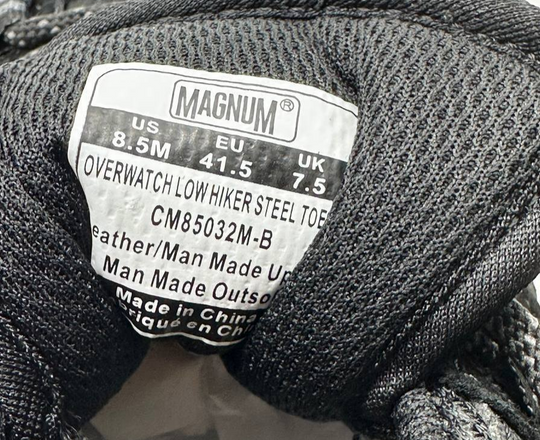 MAGNUM®
US EU UK
8.5M 41.5 7.5
OVERWATCH LOW HIKER STEEL TOE
CM85032M-B
eather/Man Made Up
Man Made Outso
Made in China
briqué en Chi